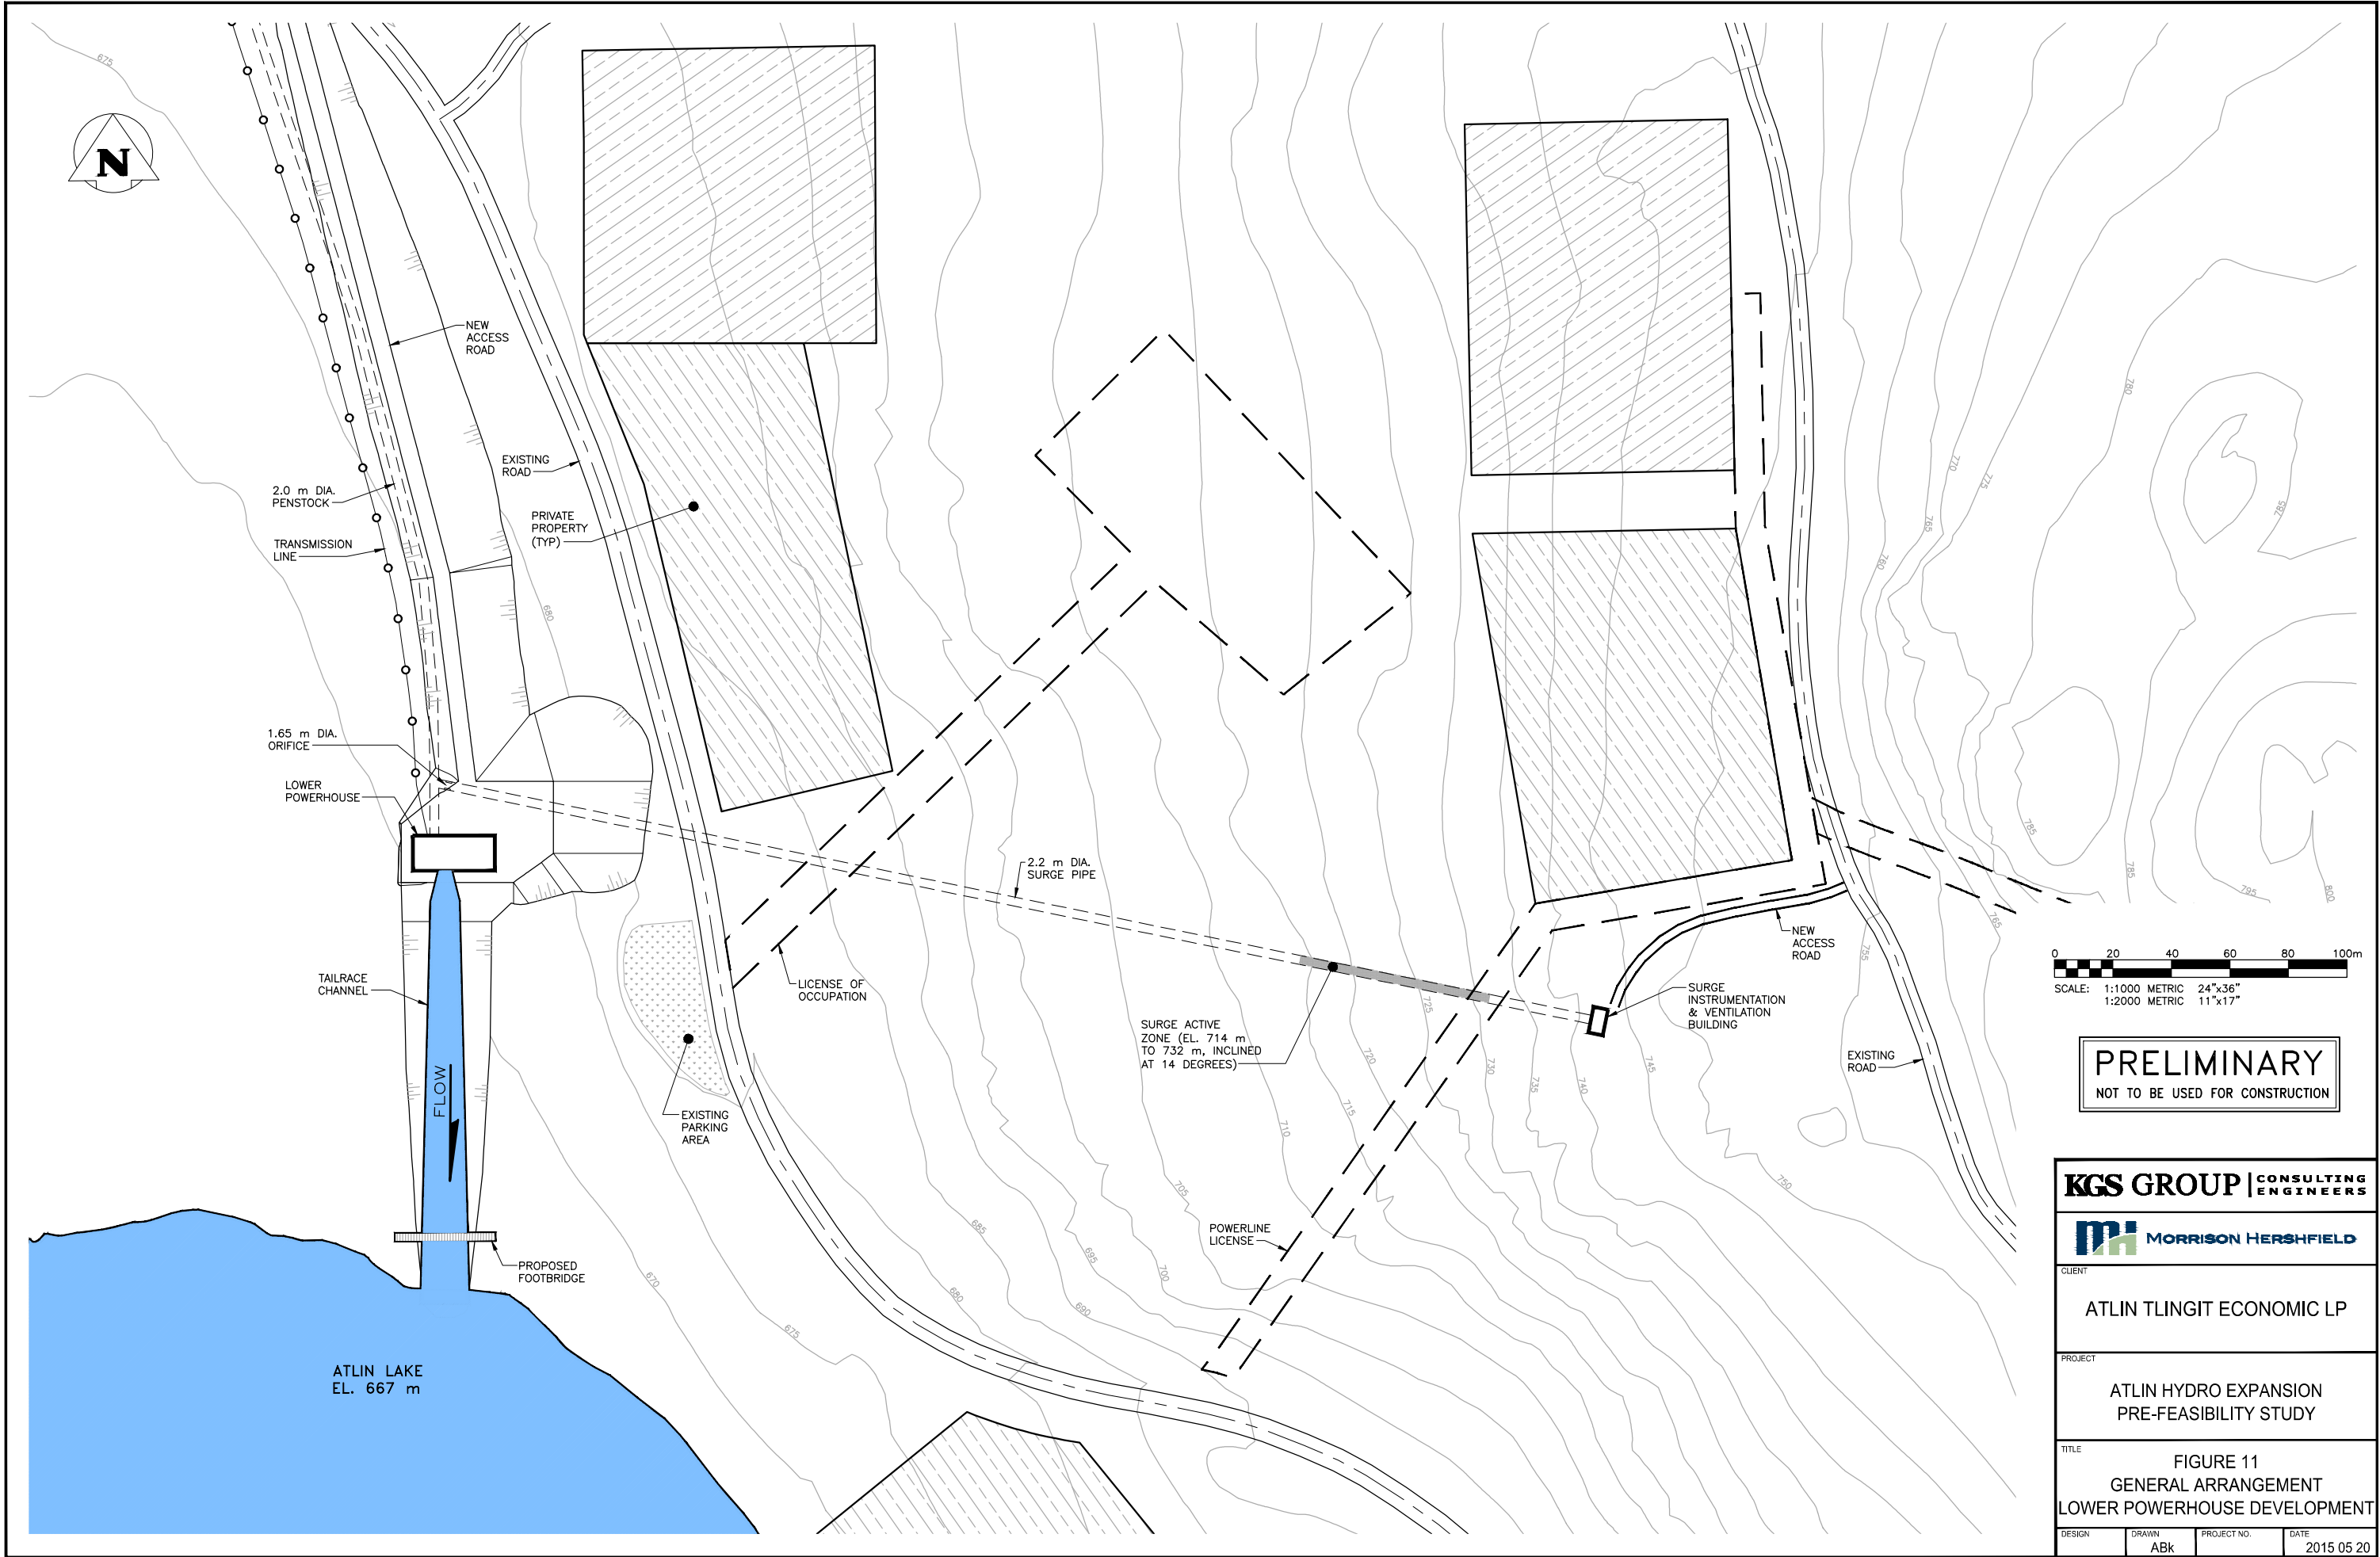 675
N
NEW
ACCESS
ROAD
EXISTING
ROAD
2.0 m DIA.
PENSTOCK
PRIVATE
PROPERTY
(TYP)
TRANSMISSION
LINE
680
1.65 m DIA.
ORIFICE
LOWER
POWERHOUSE
2.2 m DIA.
SURGE PIPE
TAILRACE
CHANNEL
LICENSE OF
OCCUPATION
SURGE ACTIVE
ZONE (EL. 714 m
TO 732 m, INCLINED
AT 14 DEGREES)
NEW
ACCESS
ROAD
SURGE
INSTRUMENTATION
& VENTILATION
BUILDING
EXISTING
ROAD
FLOW
EXISTING
PARKING
AREA
POWERLINE
LICENSE
PROPOSED
FOOTBRIDGE
ATLIN LAKE
EL. 667 m
670
675
680
685
690
695
700
705
710
715
720
725
730
735
740
745
750
755
760
765
770
775
780
785
785
785
795
800
765
0 20 40 60 80 100m
SCALE: 1:1000 METRIC 24"x36"
1:2000 METRIC 11"x17"
PRELIMINARY
NOT TO BE USED FOR CONSTRUCTION
KGS GROUP | CONSULTING
ENGINEERS
MORRISON HERSHFIELD
CLIENT
ATLIN TLINGIT ECONOMIC LP
PROJECT
ATLIN HYDRO EXPANSION
PRE-FEASIBILITY STUDY
TITLE
FIGURE 11
GENERAL ARRANGEMENT
LOWER POWERHOUSE DEVELOPMENT
DESIGN DRAWN PROJECT NO. DATE
ABk 2015 05 20